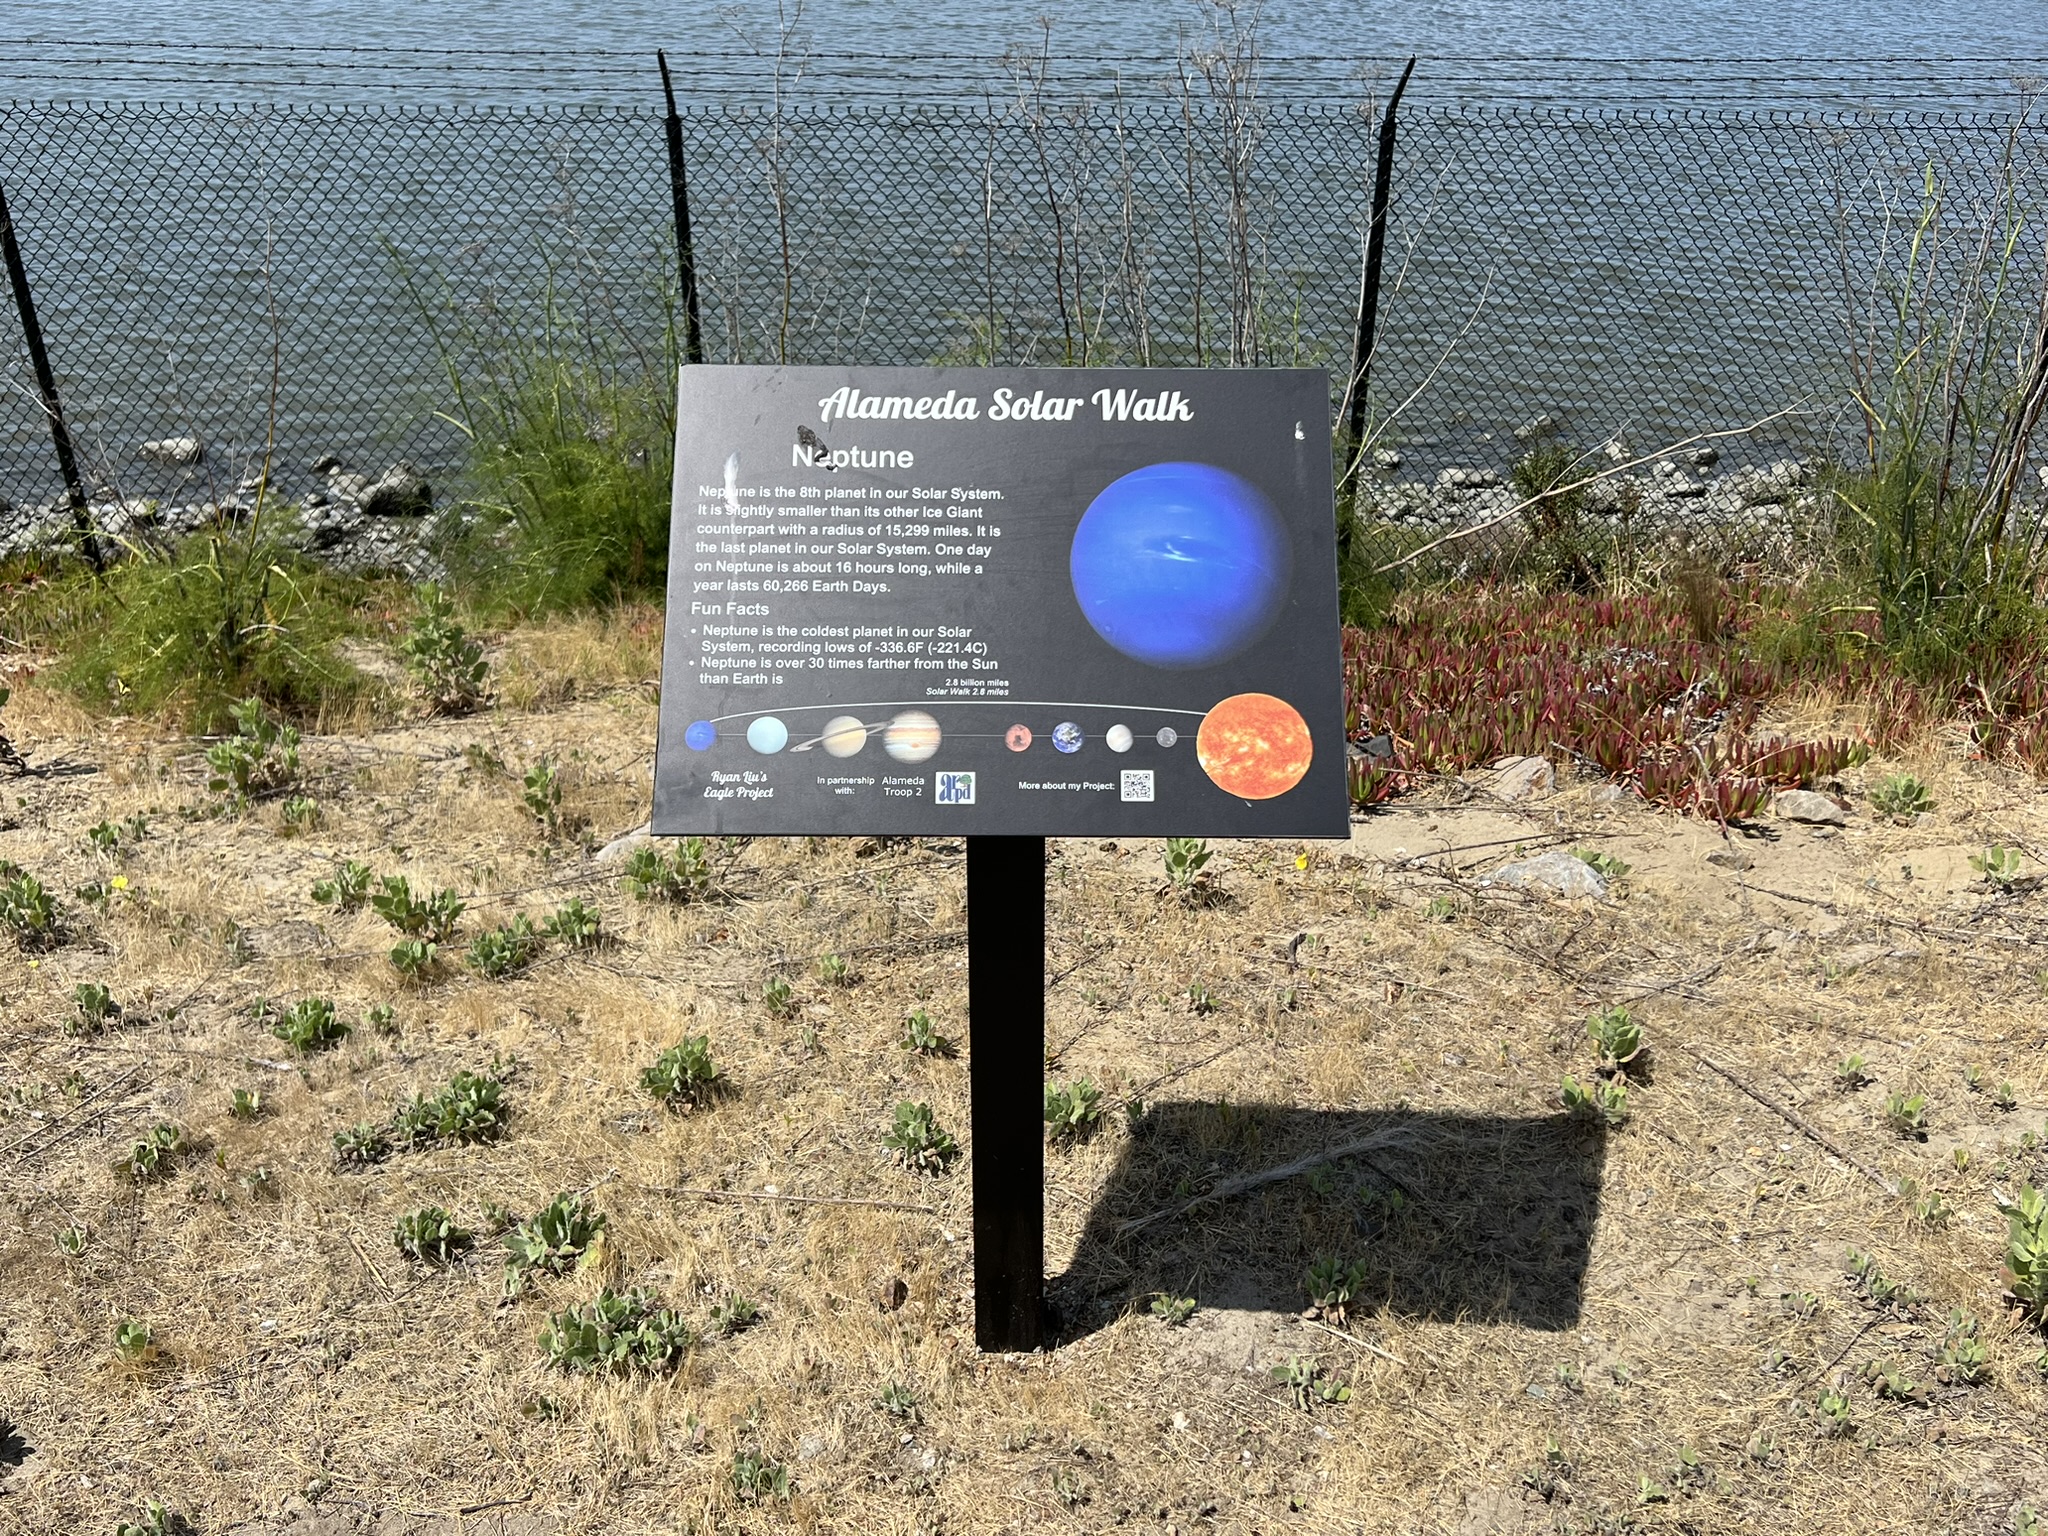 Alameda Solar Walk
Neptune
Neptune is the 8th planet in our Solar System.
It is slightly smaller than its other Ice Giant
counterpart with a radius of 15,299 miles. It is
the last planet in our Solar System. One day
on Neptune is about 16 hours long, while a
year lasts 60,266 Earth Days.
Fun Facts
• Neptune is the coldest planet in our Solar
System, recording lows of -336.6F (-221.4C)
• Neptune is over 30 times farther from the Sun
than Earth is
2.8 billion miles
Solar Walk 2.8 miles
Ryan Liu's
Eagle Project
In partnership
with:
Alameda
Troop 2
arpd
More about my Project: